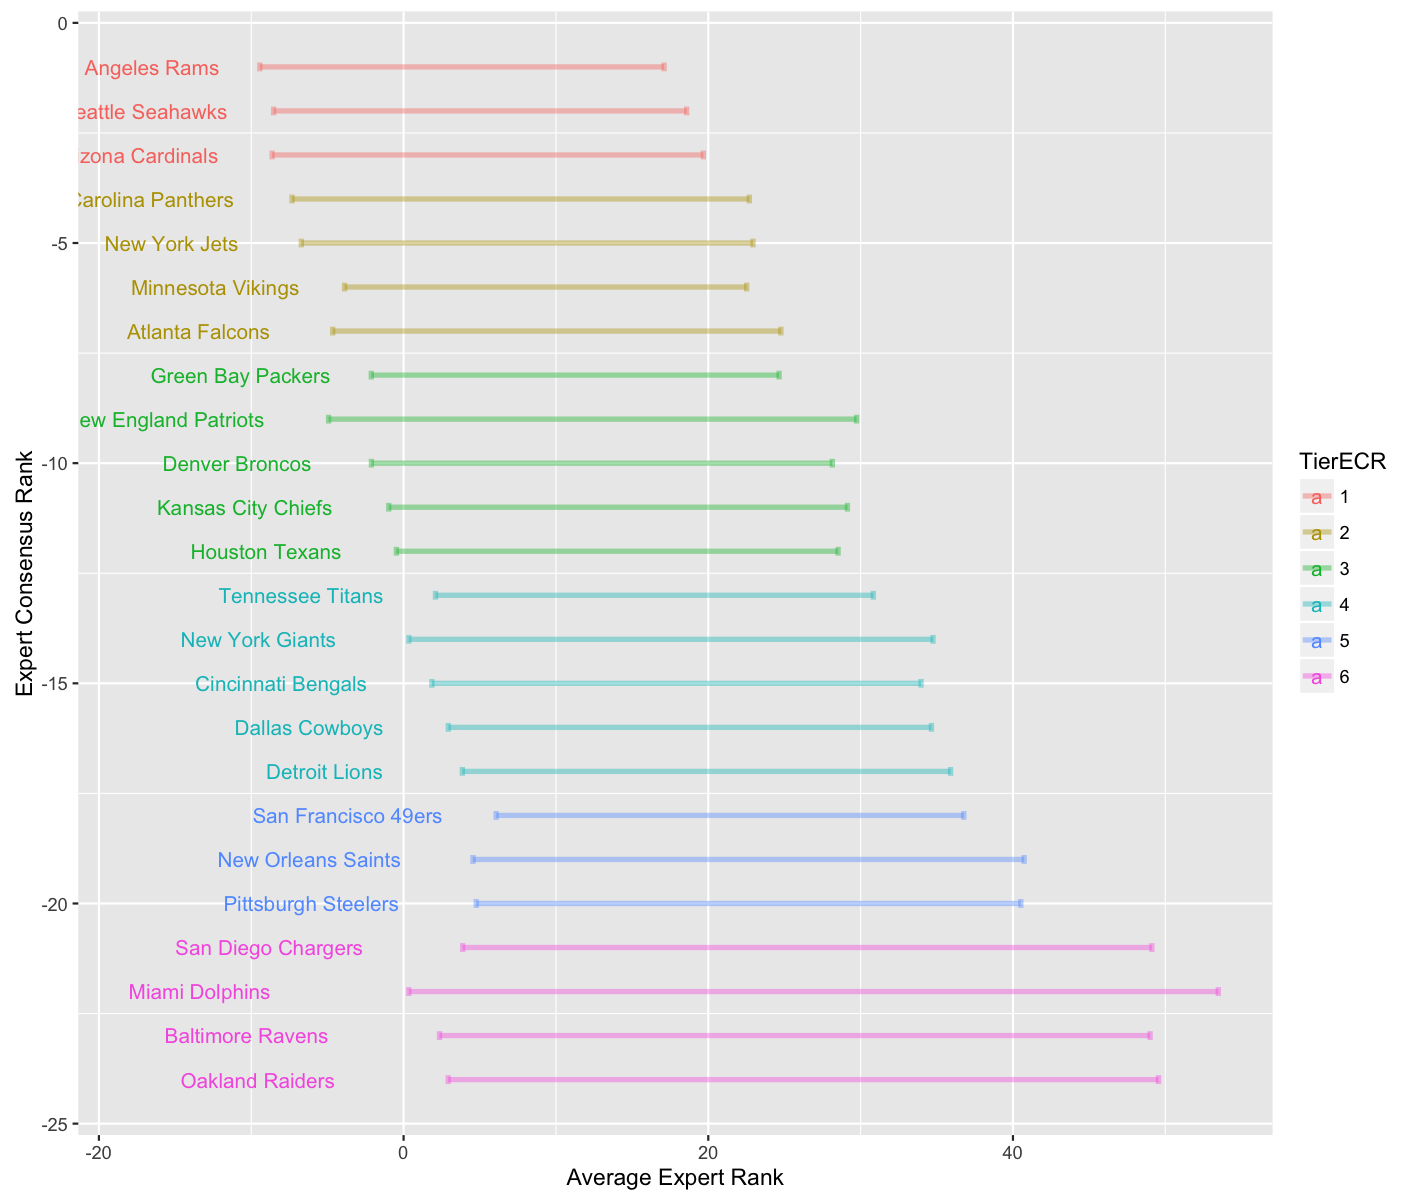 0
Angeles Rams
eattle Seahawks
zona Cardinals
Carolina Panthers
-5
New York Jets
Minnesota Vikings
Atlanta Falcons
Green Bay Packers
ew England Patriots
-10
Denver Broncos
Kansas City Chiefs
Houston Texans
Tennessee Titans
New York Giants
-15
Cincinnati Bengals
Dallas Cowboys
Detroit Lions
San Francisco 49ers
New Orleans Saints
-20
Pittsburgh Steelers
San Diego Chargers
Miami Dolphins
Baltimore Ravens
Oakland Raiders
-25
-20
0
20
40
Average Expert Rank
Expert Consensus Rank
TierECR
a 1
a 2
a 3
a 4
a 5
a 6